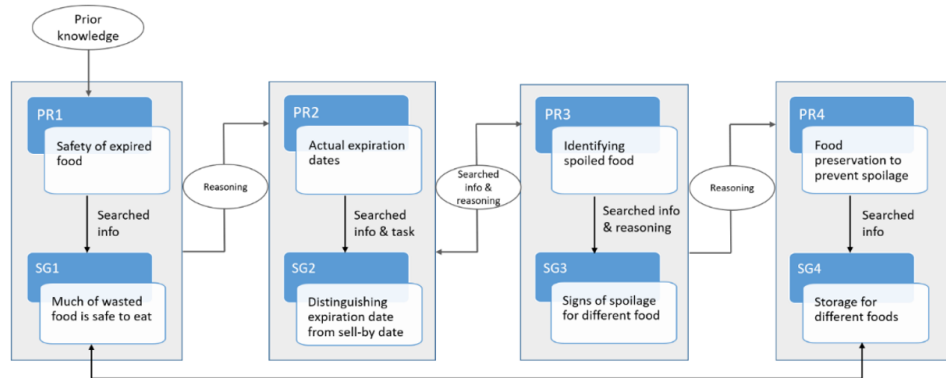 Prior
knowledge
PR1
Safety of expired
food
Searched
info
SG1
Much of wasted
food is safe to eat
Reasoning
PR2
Actual expiration
dates
Searched
info & task
SG2
Distinguishing
expiration date
from sell-by date
Searched
info &
reasoning
PR3
Identifying
spoiled food
Searched info
& reasoning
SG3
Signs of spoilage
for different food
Reasoning
PR4
Food
preservation to
prevent spoilage
Searched
info
SG4
Storage for
different foods